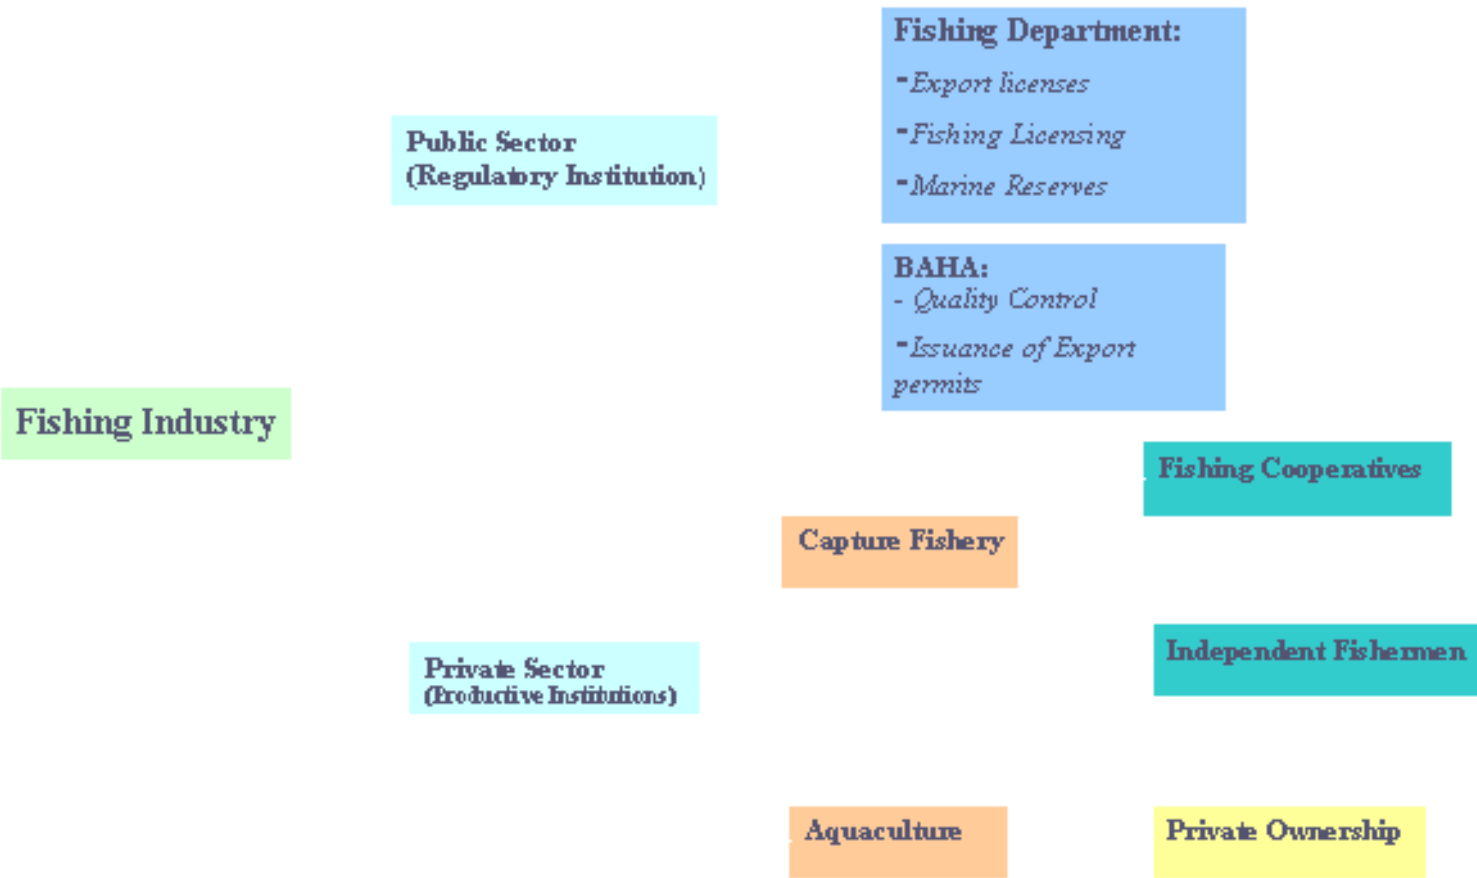 Fishing Department:
-Export licenses
-Fishing Licensing
-Marine Reserves
Public Sector
(Regulatory Institution)
BAHA:
- Quality Control
-Issuance of Export
permits
Fishing Industry
Fishing Cooperatives
Capture Fishery
Independent Fishermen
Private Sector
(Productive Institutions)
Aquaculture
Private Ownership